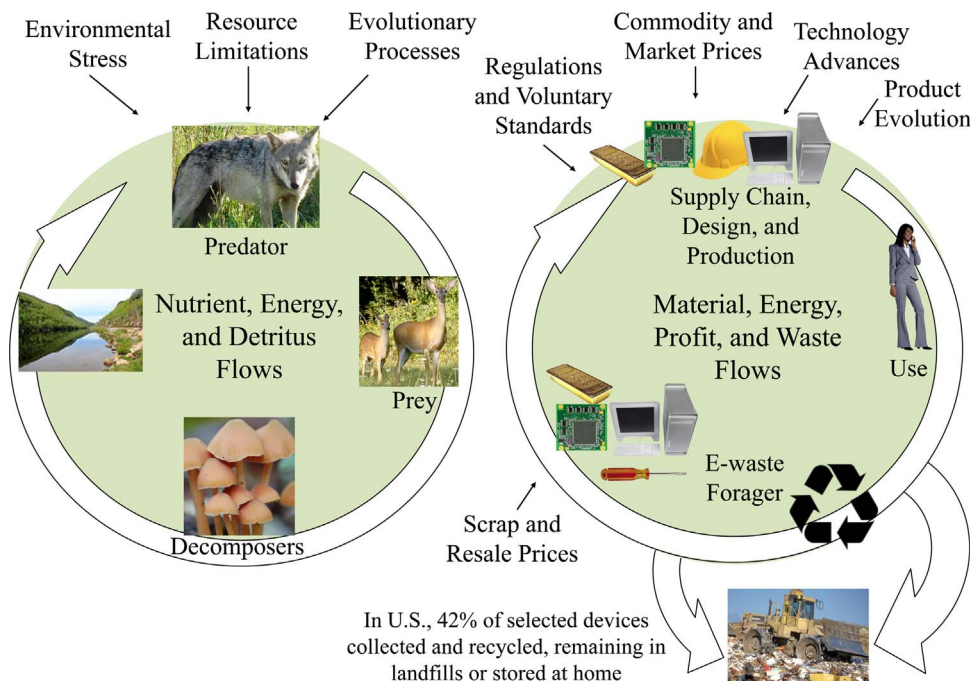 Environmental
Stress
Resource
Limitations
Evolutionary
Processes
Predator
Nutrient, Energy,
and Detritus
Flows
Prey
Decomposers
Regulations
and Voluntary
Standards
Commodity and
Market Prices
Technology
Advances
Product
Evolution
Supply Chain,
Design, and
Production
Material, Energy,
Profit, and Waste
Flows
Use
E-waste
Forager
Scrap and
Resale Prices
In U.S., 42% of selected devices
collected and recycled, remaining in
landfills or stored at home